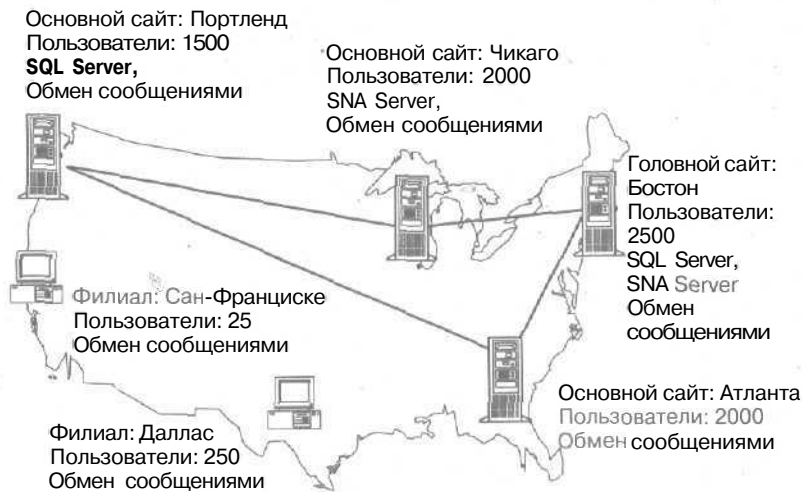 Основной сайт: Портленд
Пользователи: 1500
SQL Server,
Обмен сообщениями
Основной сайт: Чикаго
Пользователи: 2000
SNA Server,
Обмен сообщениями
Головной сайт:
Бостон
Пользователи:
2500
SQL Server,
SNA Server
Обмен
сообщениями
Филиал: Сан-Франциске
Пользователи: 25
Обмен сообщениями
Основной сайт: Атланта
Пользователи: 2000
Обмен сообщениями
Филиал: Даллас
Пользователи: 250
Обмен сообщениями